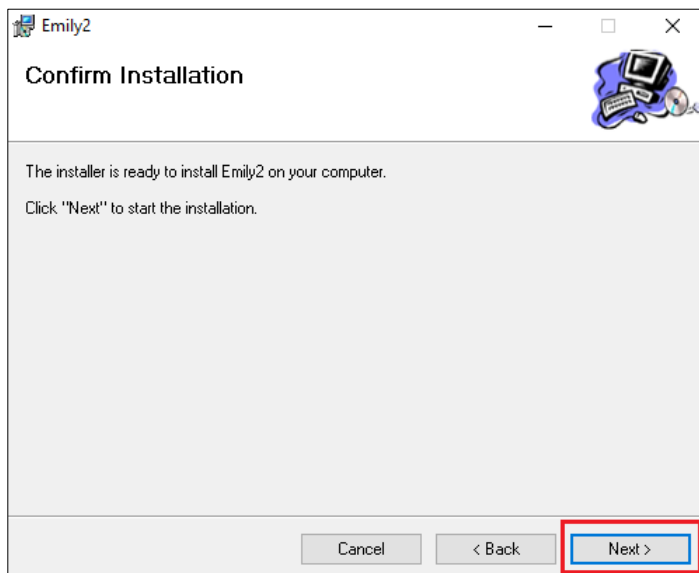 Emily2
Confirm Installation
The installer is ready to install Emily2 on your computer.
Click "Next" to start the installation.
Cancel
< Back
Next >